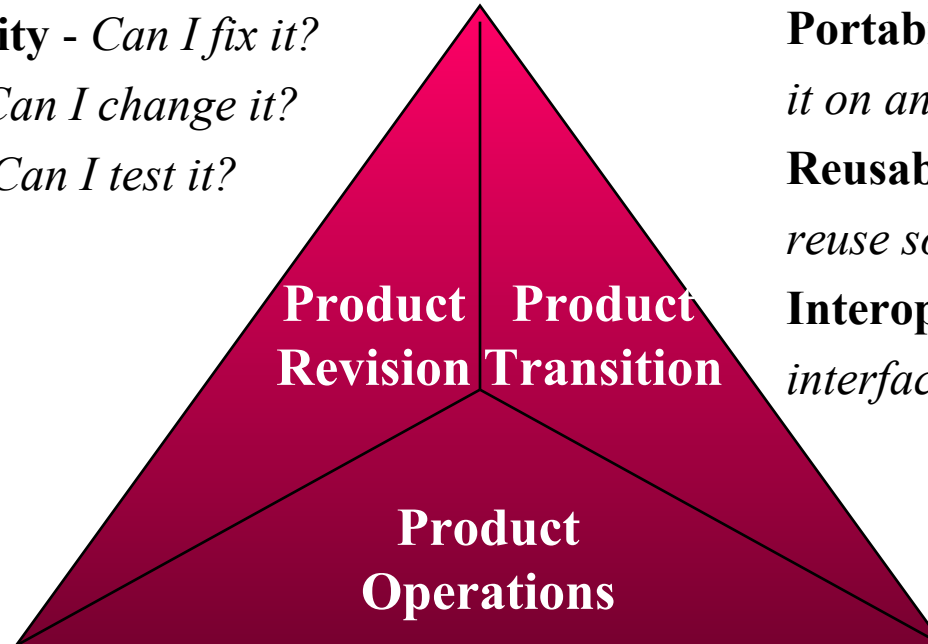 ity - Can I fix it?
Can I change it?
Can I test it?
Portab
it on an
Reusab
reuse so
Interop
interfac
Product
Revision
Product
Transition
Product
Operations